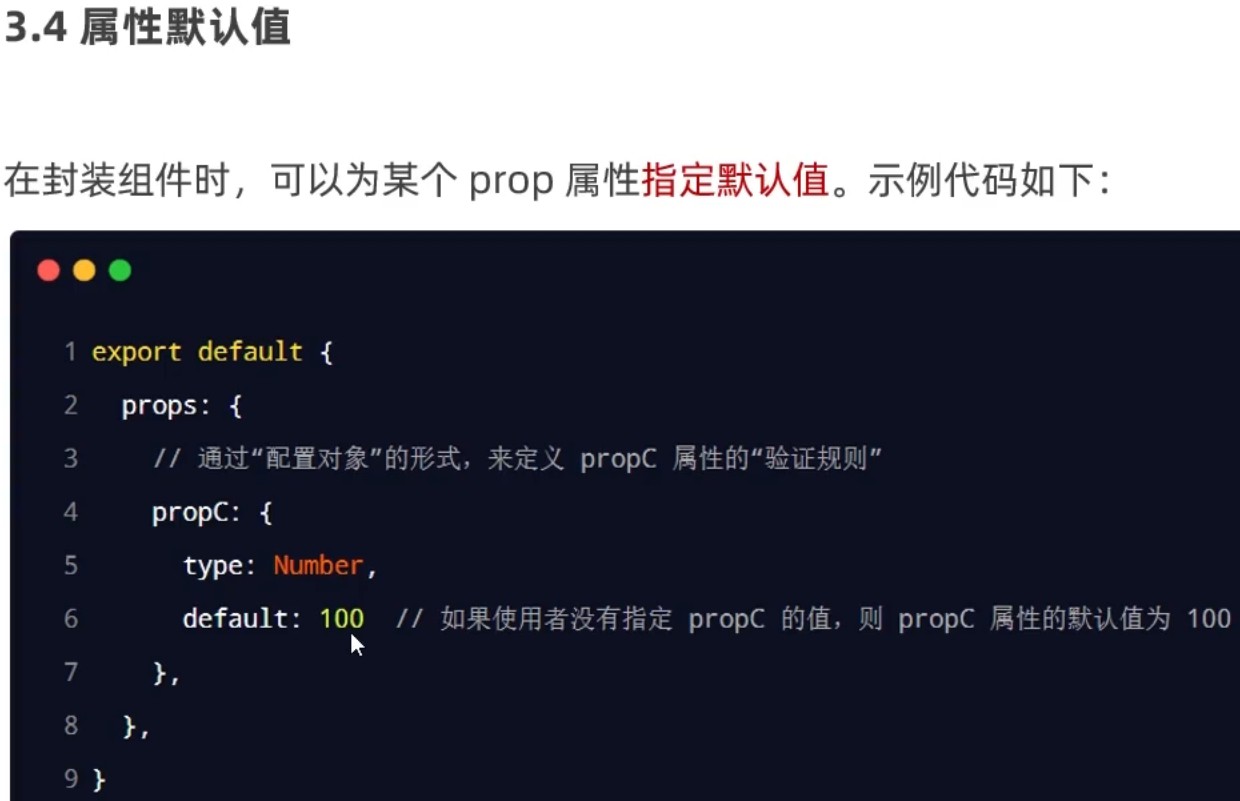 3.4 属性默认值
在封装组件时，可以为某个 prop 属性指定默认值。示例代码如下：
1 export default {
2   props: {
3     // 通过“配置对象”的形式，来定义 propC 属性的“验证规则”
4     propC: {
5       type: Number,
6       default: 100  // 如果使用者没有指定 propC 的值，则 propC 属性的默认值为 100
7     },
8   },
9 }